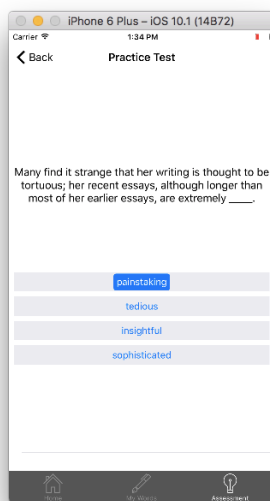 iPhone 6 Plus – iOS 10.1 (14B72)
Carrier 1:34 PM
Back Practice Test
Many find it strange that her writing is thought to be
tortuous; her recent essays, although longer than
most of her earlier essays, are extremely _____.
painstaking
tedious
insightful
sophisticated
Home My Words Assessment